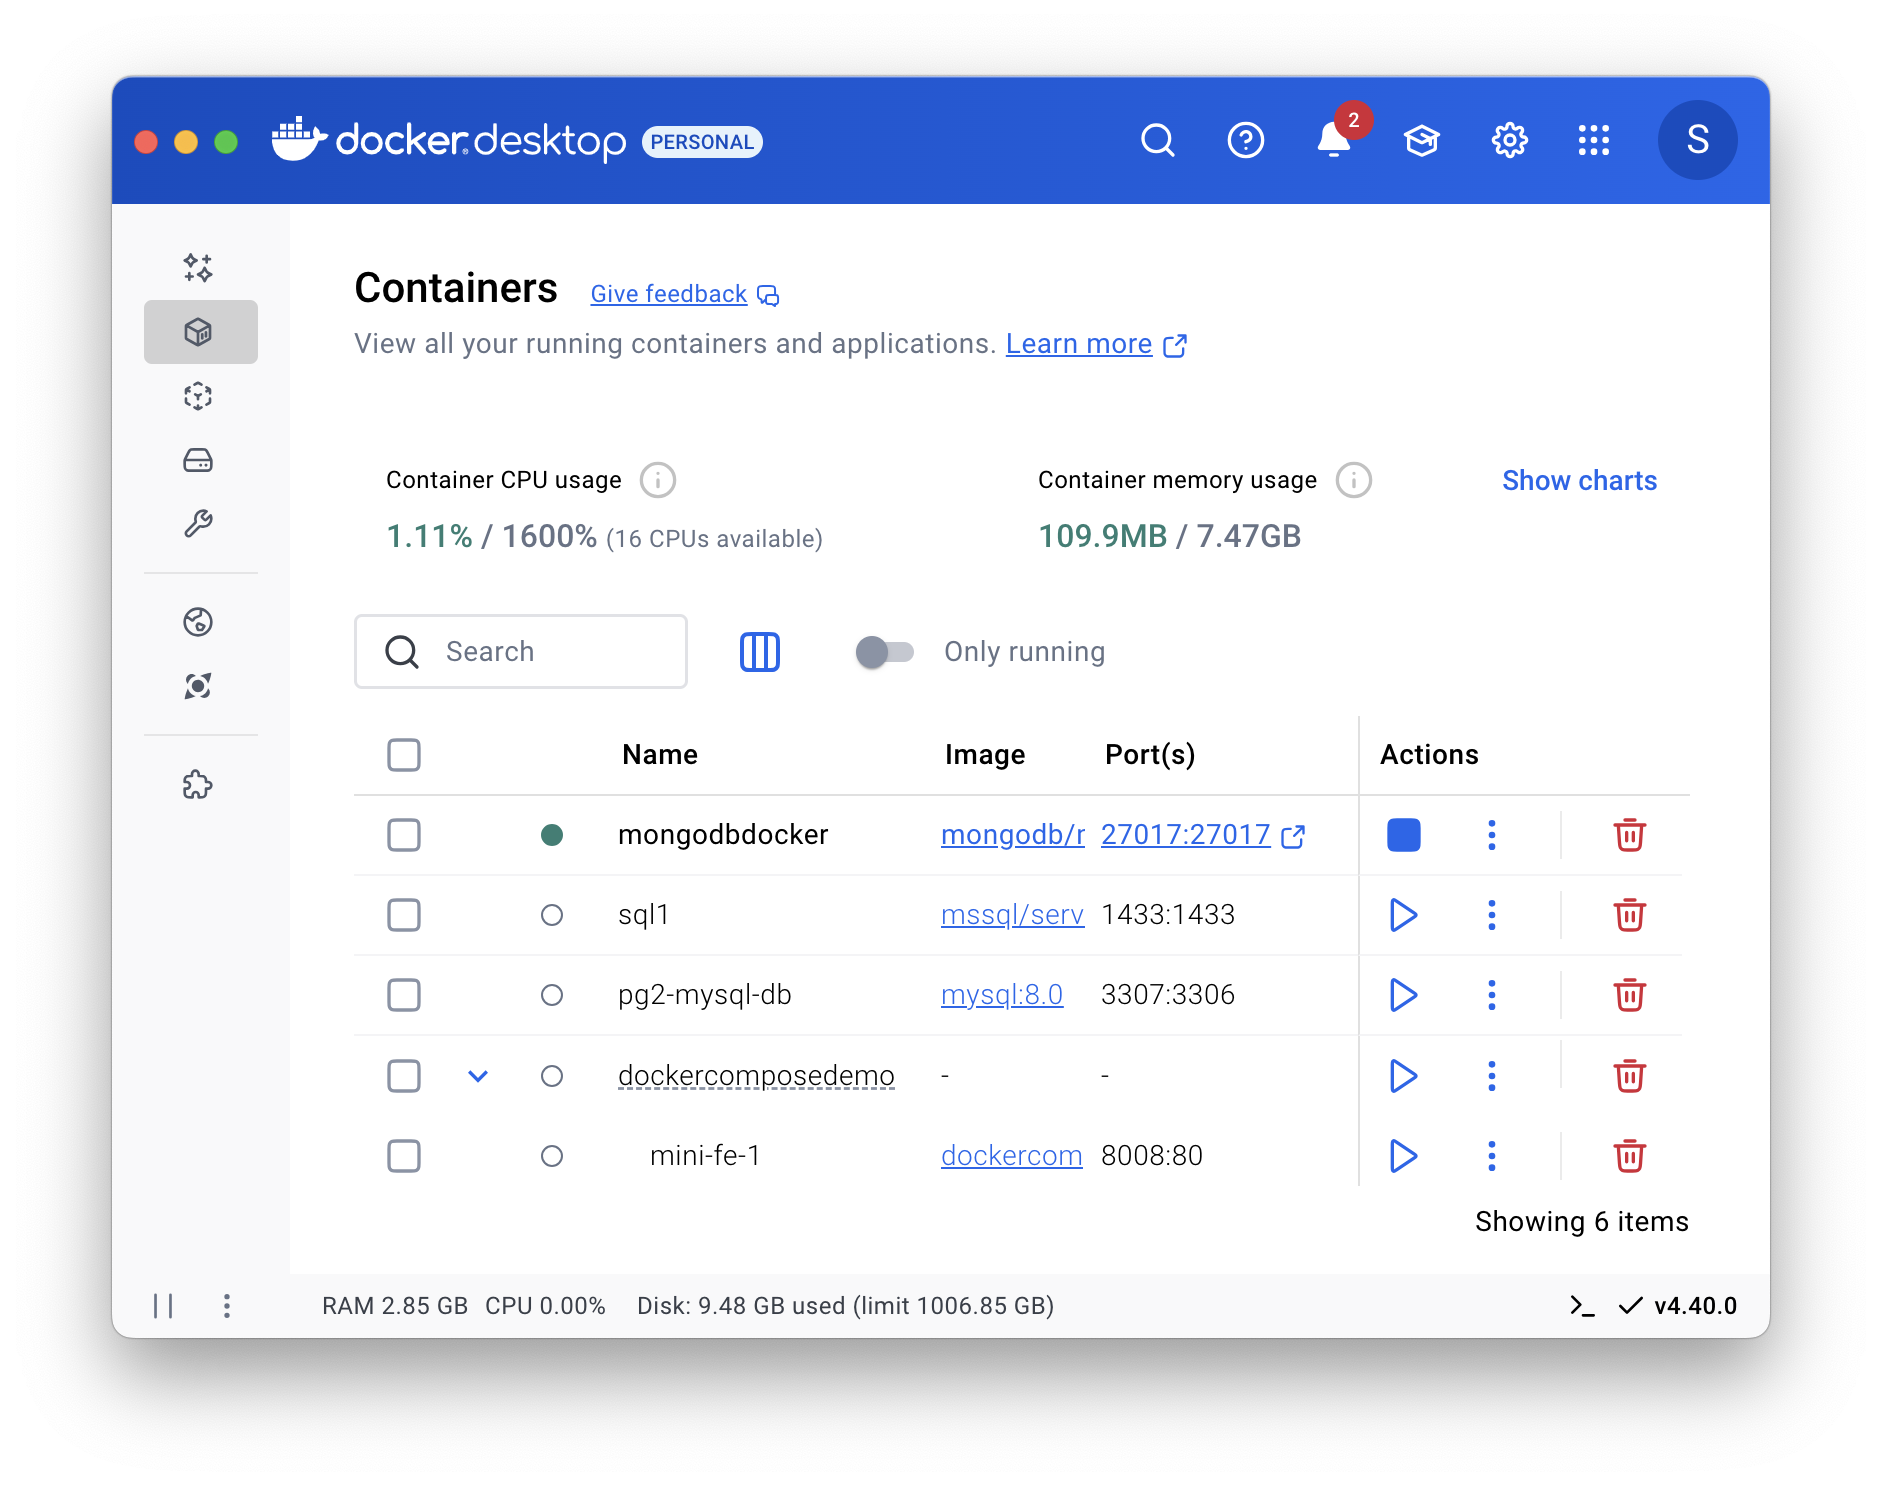 docker desktop PERSONAL
2
S
Containers Give feedback
View all your running containers and applications. Learn more
Container CPU usage
1.11% / 1600% (16 CPUs available)
Container memory usage
109.9MB / 7.47GB
Show charts
Search
Only running
Name Image Port(s) Actions
mongodbdocker mongodb/r 27017:27017
sql1 mssql/serv 1433:1433
pg2-mysql-db mysql:8.0 3307:3306
dockercomposedemo - -
mini-fe-1 dockercom 8008:80
Showing 6 items
RAM 2.85 GB CPU 0.00% Disk: 9.48 GB used (limit 1006.85 GB)
v4.40.0